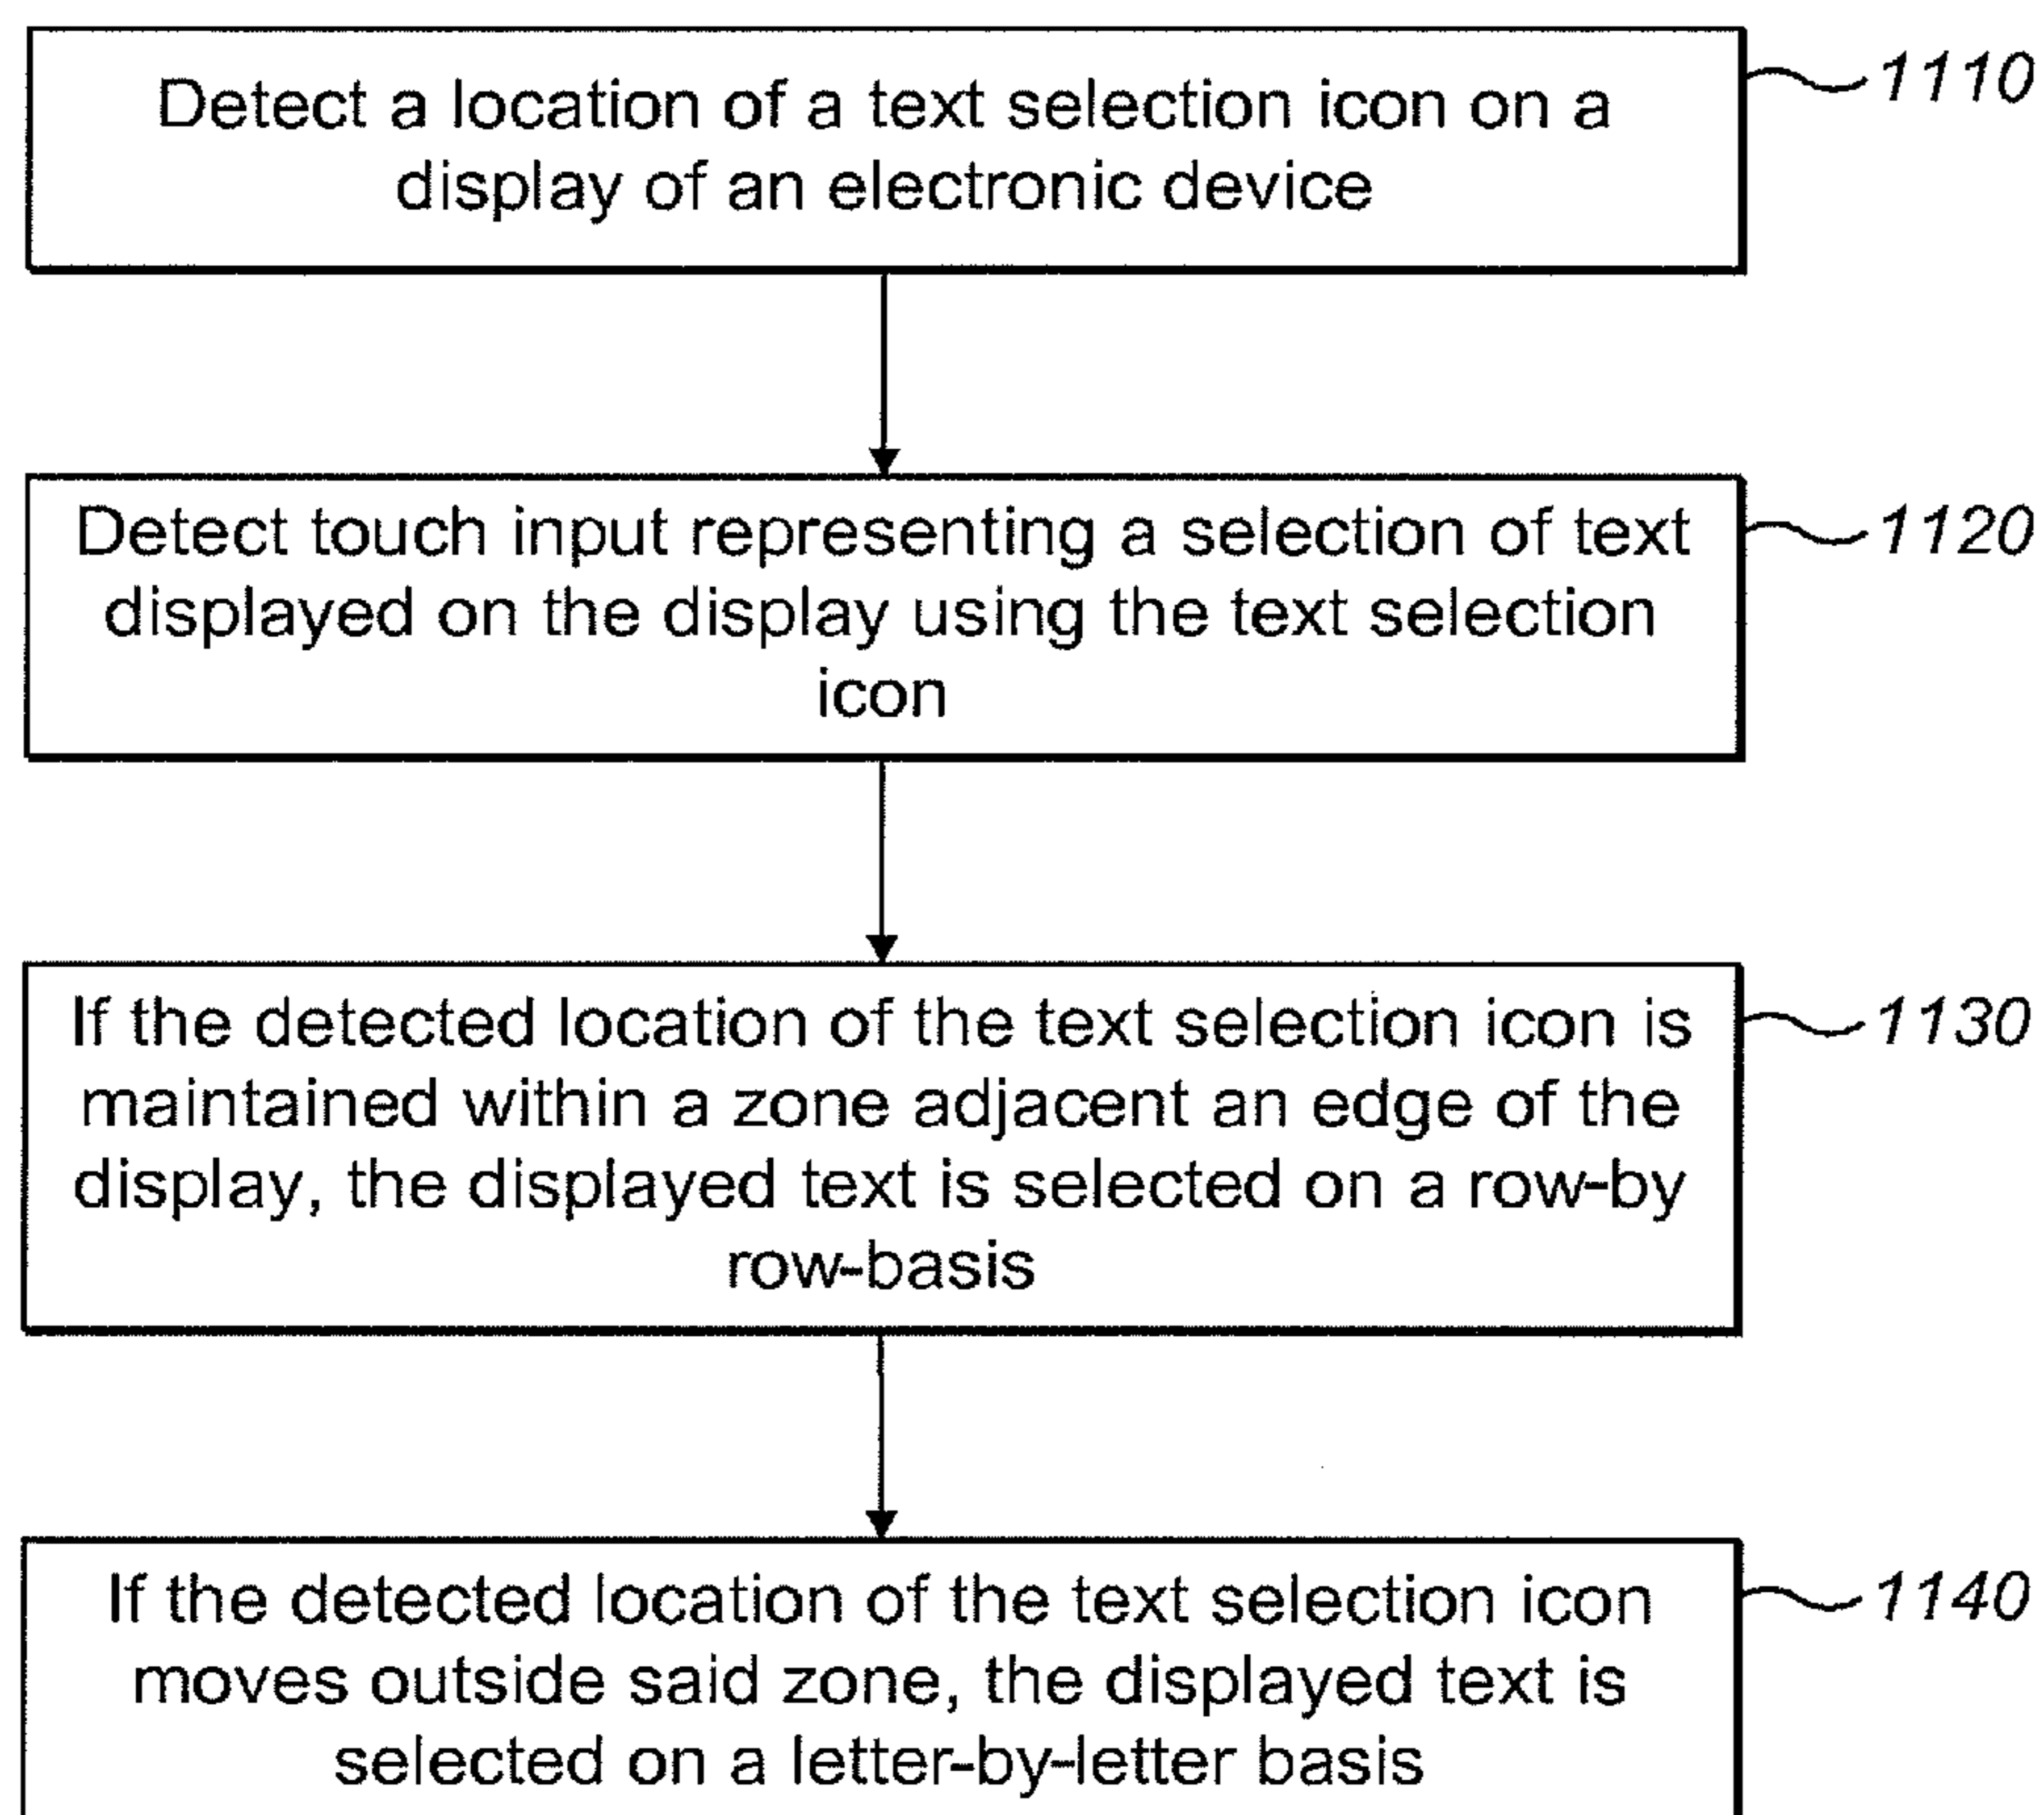 Detect a location of a text selection icon on a
display of an electronic device
1110
Detect touch input representing a selection of text
displayed on the display using the text selection
icon
1120
If the detected location of the text selection icon is
maintained within a zone adjacent an edge of the
display, the displayed text is selected on a row-by
row-basis
1130
If the detected location of the text selection icon
moves outside said zone, the displayed text is
selected on a letter-by-letter basis
1140